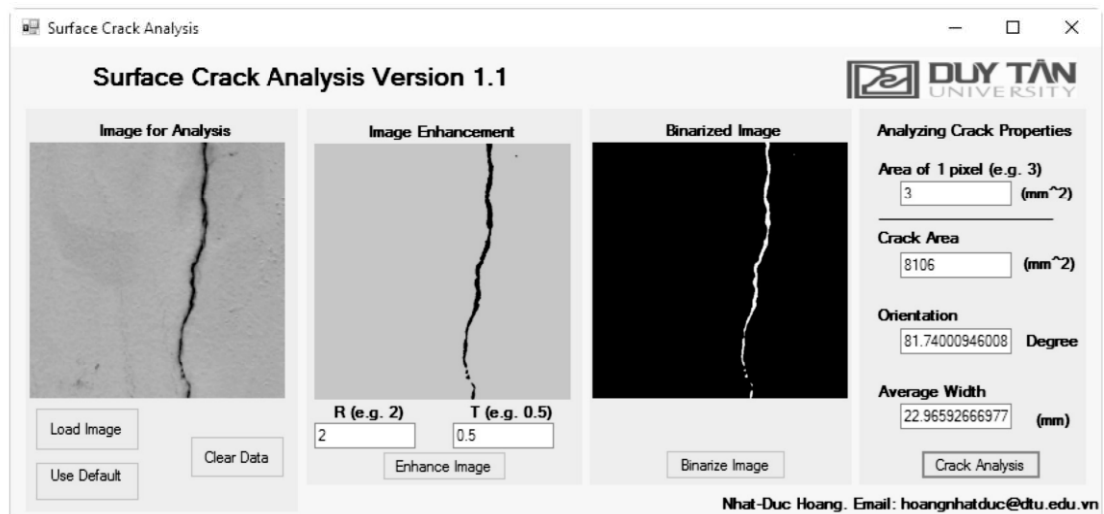 Surface Crack Analysis
Surface Crack Analysis Version 1.1
DUY TÂN
UNIVERSITY
Image for Analysis
Load Image
Use Default
Clear Data
Image Enhancement
R (e.g. 2)
T (e.g. 0.5)
2
0.5
Enhance Image
Binarized Image
Binarize Image
Analyzing Crack Properties
Area of 1 pixel (e.g. 3)
3 (mm^2)
Crack Area
8106 (mm^2)
Orientation
81.74000946008 Degree
Average Width
22.96592666977 (mm)
Crack Analysis
Nhat-Duc Hoang. Email: hoangnhatduc@dtu.edu.vn